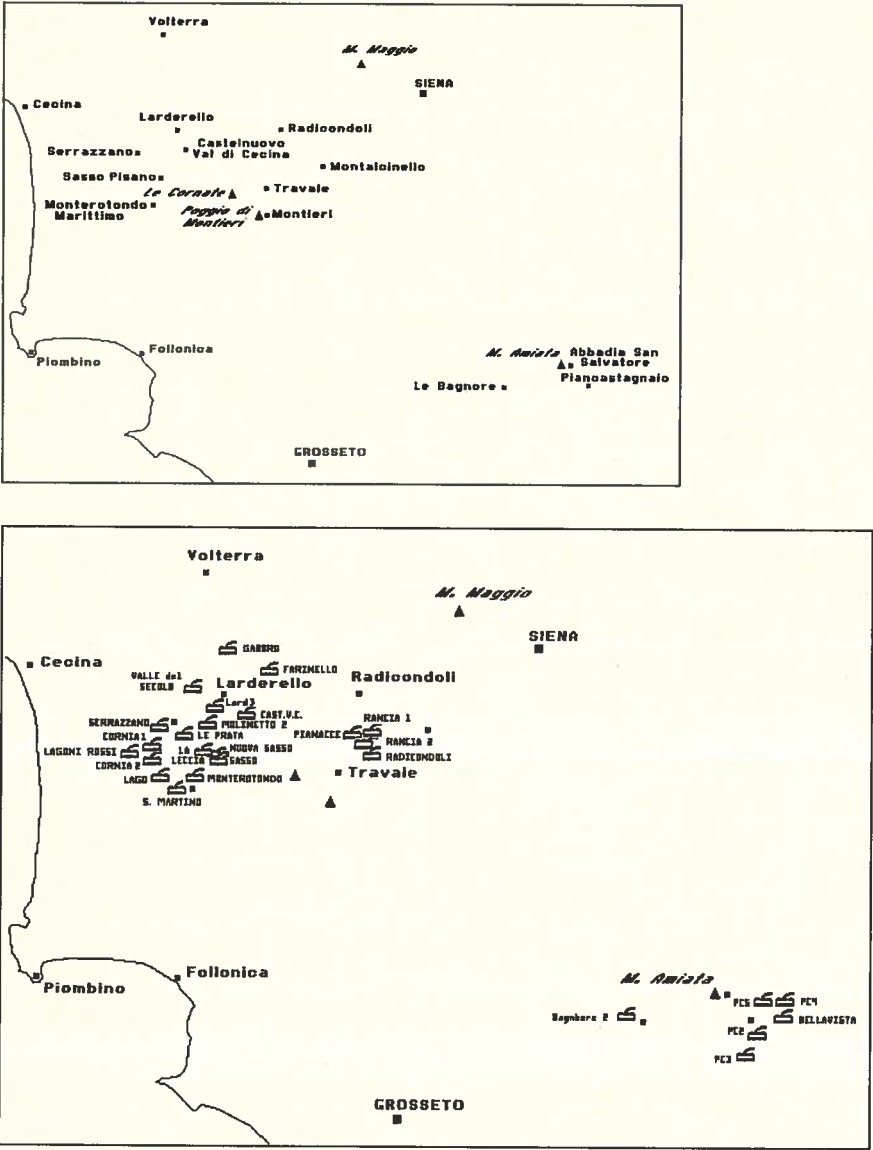 Volterra
M. Maggio
SIENA
Cecina
Larderello
Radicondoli
Castelnuovo
Val di Cecina
Serrazzano
Montalcinello
Sasso Pisano
Le Cornate
Travale
Monterotondo
Marittimo
Poggio di
Montieri
Montieri
Piombino
Follonica
M. Amiata
Abbadia San
Salvatore
Piancastagnaio
Le Bagnore
GROSSETO
Volterra
M. Maggio
SIENA
GABBRO
Cecina
FARINELLO
VALLE del
SECOLO
Larderello
Radicondoli
Lard3
CAST.V.C.
RANCIA 1
SERRAZZANO
MOLINETTO 2
CORNIA1
LE PRATA
PIANACCE
RANCIA 2
LAGONI ROSSI
LA
LECCIA
NUOVA SASSO
SASSO
RADICONDOLI
CORNIA2
LAGO
MONTEROTONDO
Travale
S. MARTINO
Piombino
Follonica
M. Amiata
PC5
PC4
Bagnore 2
BELLAVISTA
PC2
PC3
GROSSETO